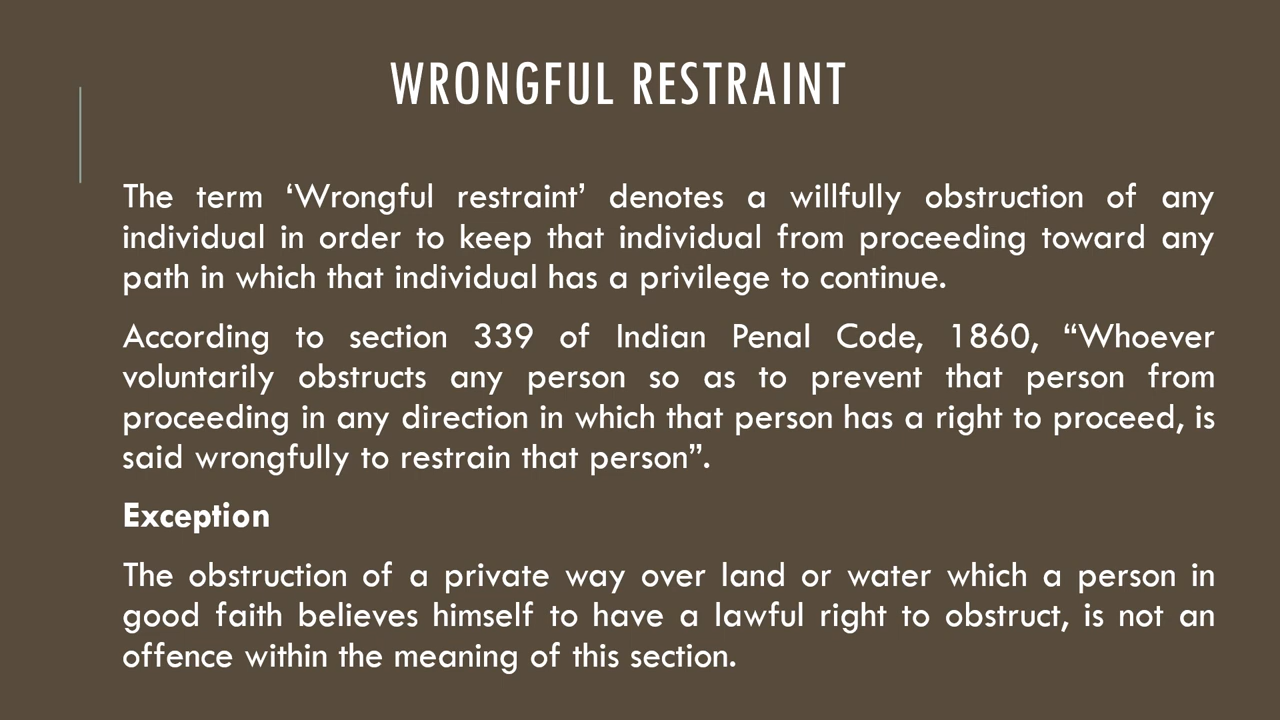 WRONGFUL RESTRAINT
The term ‘Wrongful restraint’ denotes a willfully obstruction of any
individual in order to keep that individual from proceeding toward any
path in which that individual has a privilege to continue.
According to section 339 of Indian Penal Code, 1860, “Whoever
voluntarily obstructs any person so as to prevent that person from
proceeding in any direction in which that person has a right to proceed, is
said wrongfully to restrain that person”.
Exception
The obstruction of a private way over land or water which a person in
good faith believes himself to have a lawful right to obstruct, is not an
offence within the meaning of this section.